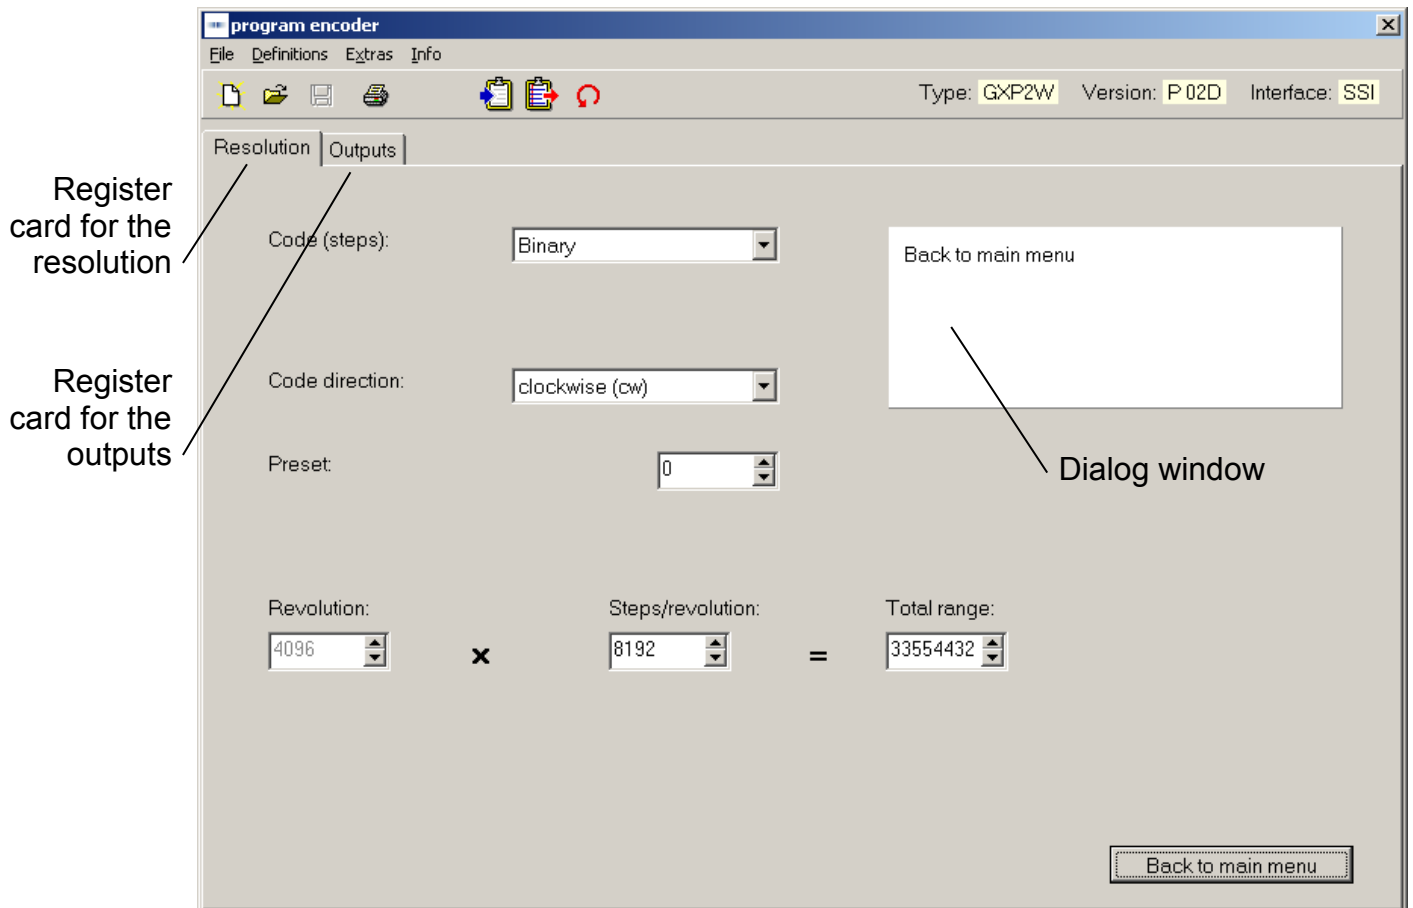 program encoder
File Definitions Extras Info
Type: GXP2W Version: P 02D Interface: SSI
Resolution Outputs
Register
card for the
resolution
Code (steps): Binary
Back to main menu
Register
card for the
outputs
Code direction: clockwise (cw)
Preset: 0
Dialog window
Revolution: Steps/revolution: Total range:
4096 x 8192 = 33554432
Back to main menu